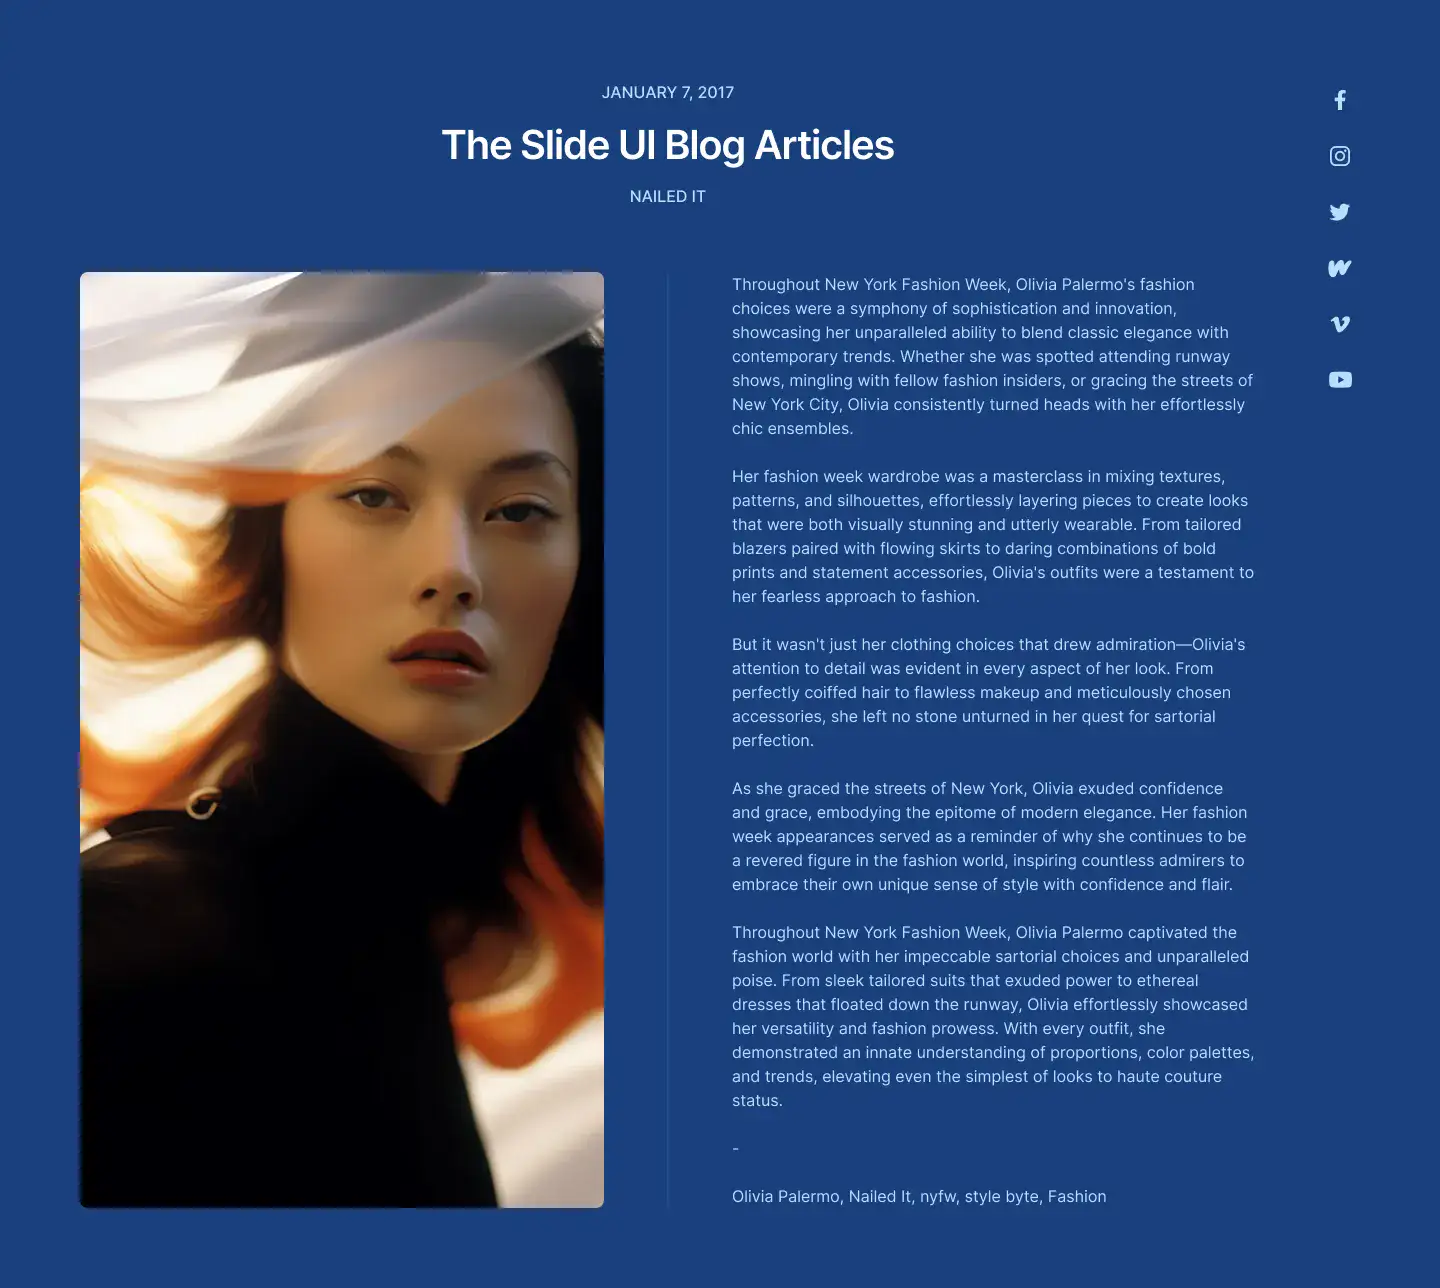 JANUARY 7, 2017
The Slide UI Blog Articles
NAILED IT
Throughout New York Fashion Week, Olivia Palermo's fashion
choices were a symphony of sophistication and innovation,
showcasing her unparalleled ability to blend classic elegance with
contemporary trends. Whether she was spotted attending runway
shows, mingling with fellow fashion insiders, or gracing the streets of
New York City, Olivia consistently turned heads with her effortlessly
chic ensembles.
Her fashion week wardrobe was a masterclass in mixing textures,
patterns, and silhouettes, effortlessly layering pieces to create looks
that were both visually stunning and utterly wearable. From tailored
blazers paired with flowing skirts to daring combinations of bold
prints and statement accessories, Olivia's outfits were a testament to
her fearless approach to fashion.
But it wasn't just her clothing choices that drew admiration—Olivia's
attention to detail was evident in every aspect of her look. From
perfectly coiffed hair to flawless makeup and meticulously chosen
accessories, she left no stone unturned in her quest for sartorial
perfection.
As she graced the streets of New York, Olivia exuded confidence
and grace, embodying the epitome of modern elegance. Her fashion
week appearances served as a reminder of why she continues to be
a revered figure in the fashion world, inspiring countless admirers to
embrace their own unique sense of style with confidence and flair.
Throughout New York Fashion Week, Olivia Palermo captivated the
fashion world with her impeccable sartorial choices and unparalleled
poise. From sleek tailored suits that exuded power to ethereal
dresses that floated down the runway, Olivia effortlessly showcased
her versatility and fashion prowess. With every outfit, she
demonstrated an innate understanding of proportions, color palettes,
and trends, elevating even the simplest of looks to haute couture
status.
-
Olivia Palermo, Nailed It, nyfw, style byte, Fashion